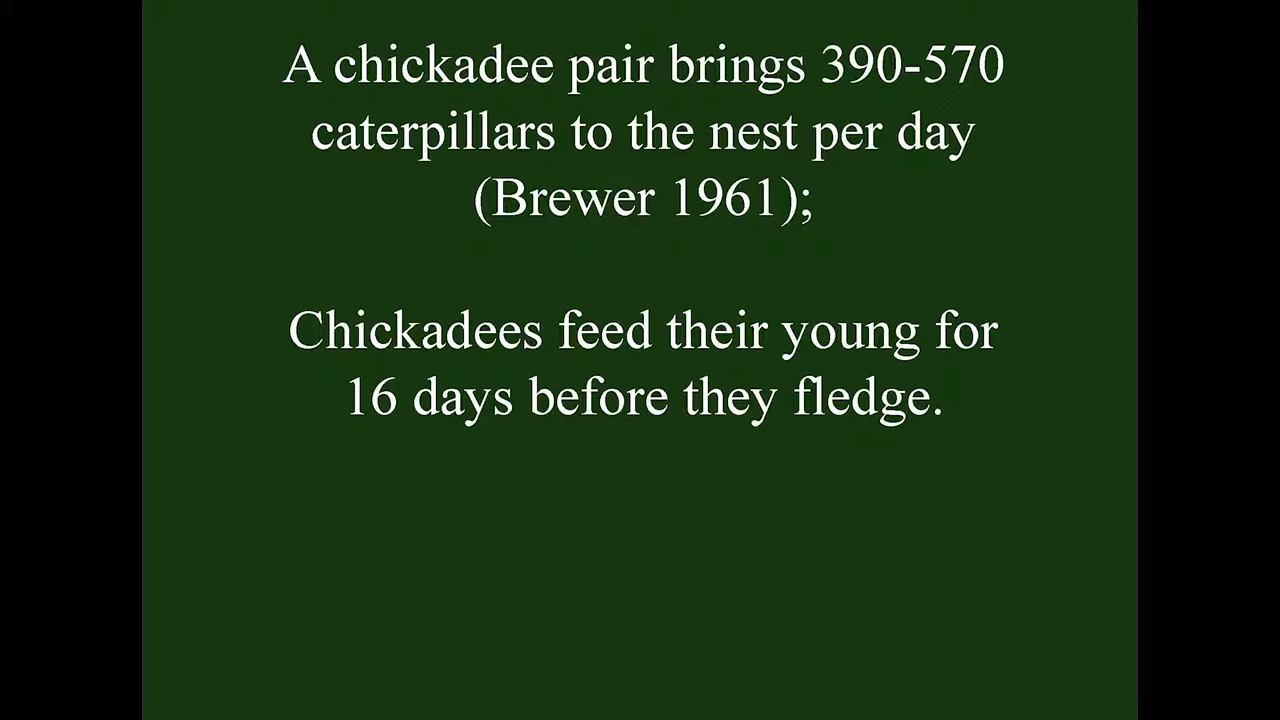 A chickadee pair brings 390-570
caterpillars to the nest per day
(Brewer 1961);
Chickadees feed their young for
16 days before they fledge.